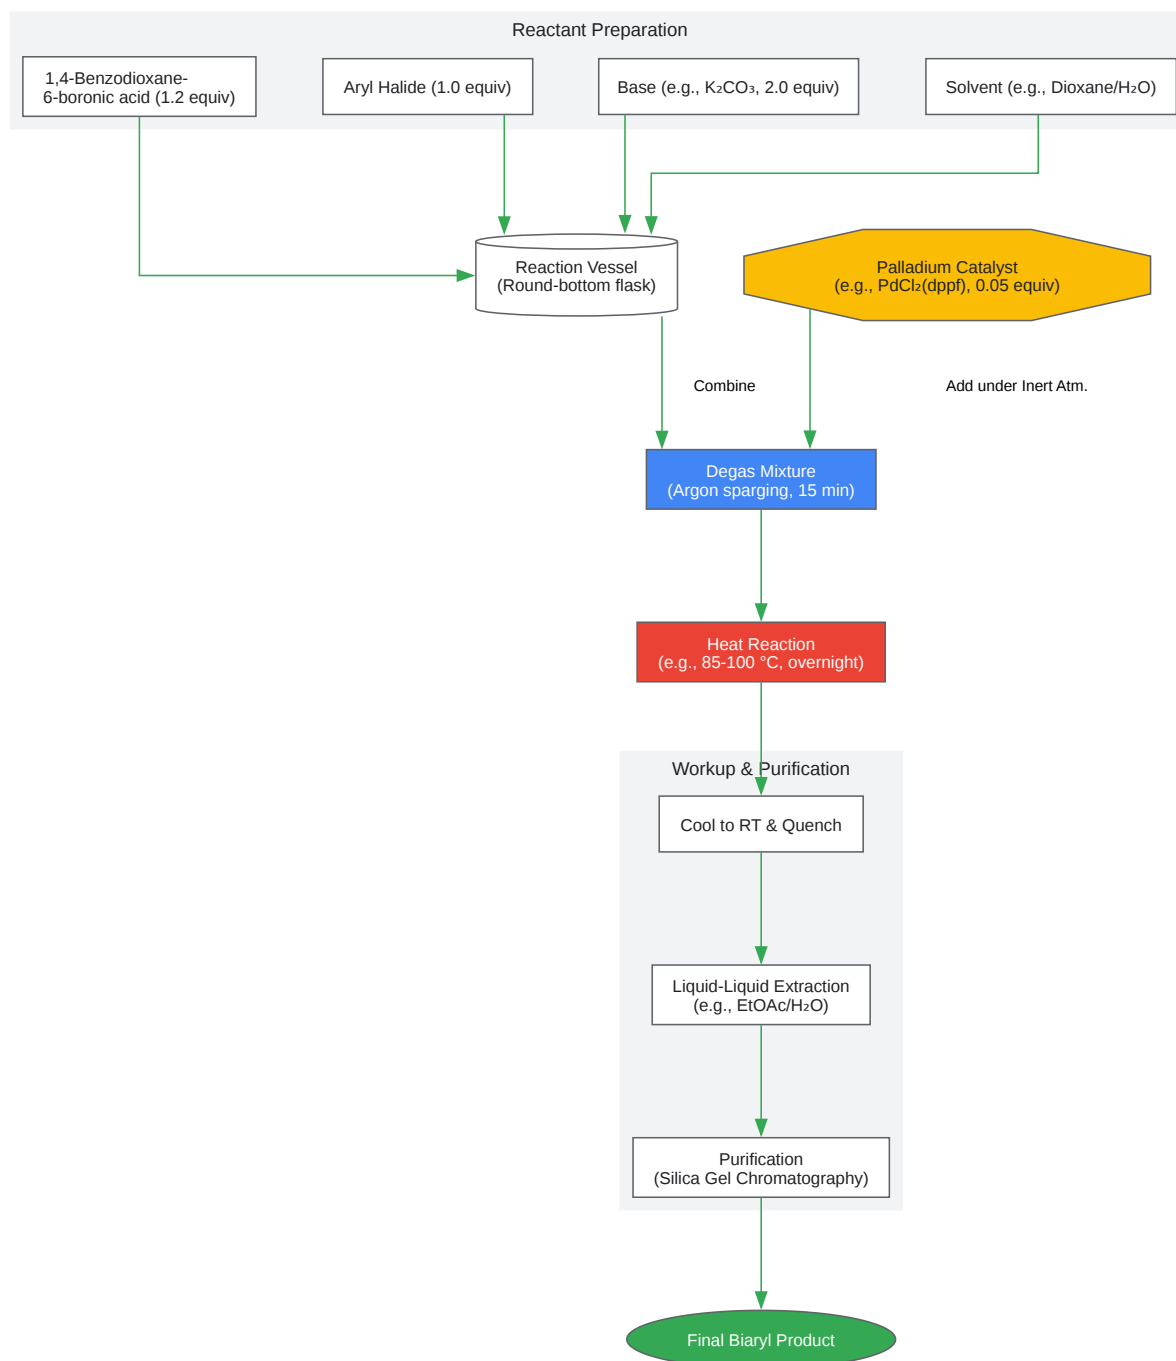 Reactant Preparation
1,4-Benzodioxane-
6-boronic acid (1.2 equiv)
Aryl Halide (1.0 equiv)
Base (e.g., K₂CO₃, 2.0 equiv)
Solvent (e.g., Dioxane/H₂O)
Reaction Vessel
(Round-bottom flask)
Palladium Catalyst
(e.g., PdCl₂(dppf), 0.05 equiv)
Combine
Add under Inert Atm.
Degas Mixture
(Argon sparging, 15 min)
Heat Reaction
(e.g., 85-100 °C, overnight)
Workup & Purification
Cool to RT & Quench
Liquid-Liquid Extraction
(e.g., EtOAc/H₂O)
Purification
(Silica Gel Chromatography)
Final Biaryl Product